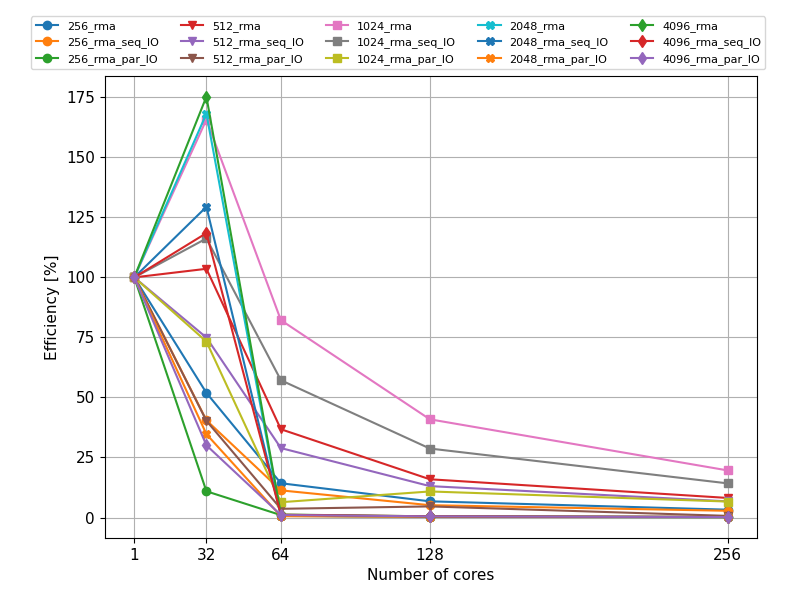 256_rma 512_rma 1024_rma 2048_rma 4096_rma
256_rma_seq_IO 512_rma_seq_IO 1024_rma_seq_IO 2048_rma_seq_IO 4096_rma_seq_IO
256_rma_par_IO 512_rma_par_IO 1024_rma_par_IO 2048_rma_par_IO 4096_rma_par_IO
175
150
125
100
75
50
25
0
Efficiency [%]
1 32 64 128 256
Number of cores